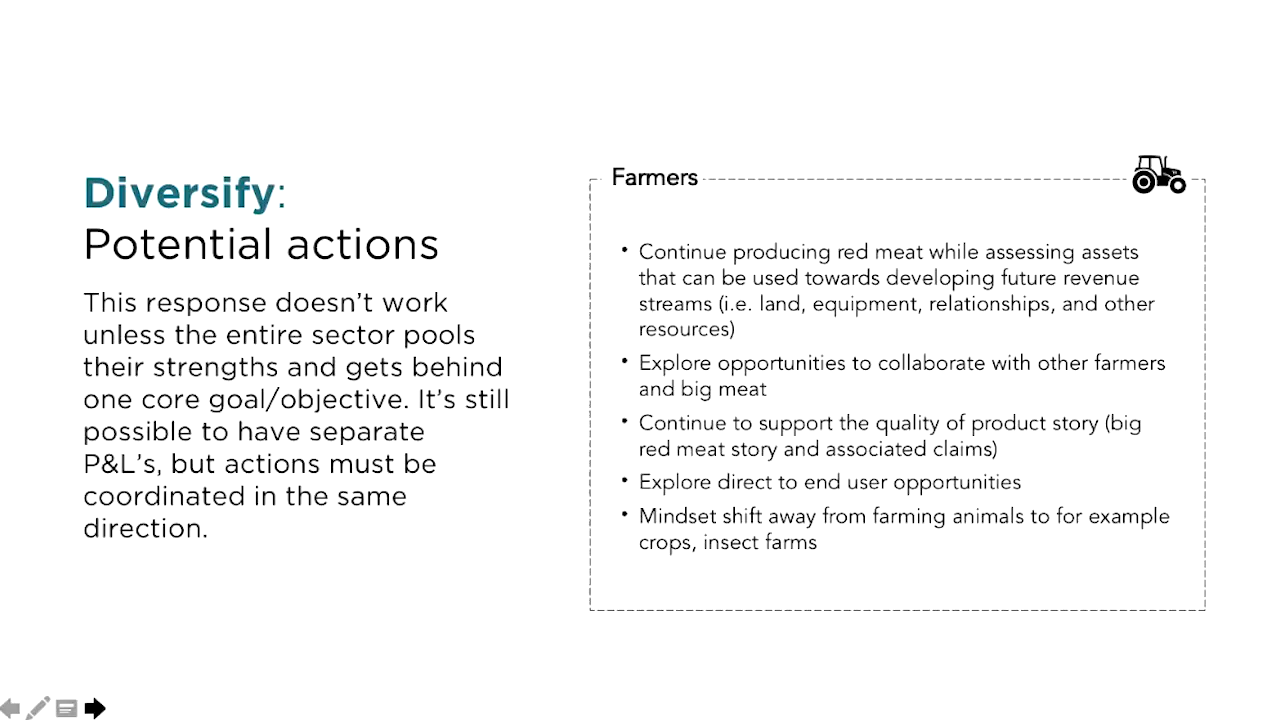 Diversify:
Potential actions
This response doesn’t work
unless the entire sector pools
their strengths and gets behind
one core goal/objective. It’s still
possible to have separate
P&L’s, but actions must be
coordinated in the same
direction.
Farmers
• Continue producing red meat while assessing assets
that can be used towards developing future revenue
streams (i.e. land, equipment, relationships, and other
resources)
• Explore opportunities to collaborate with other farmers
and big meat
• Continue to support the quality of product story (big
red meat story and associated claims)
• Explore direct to end user opportunities
• Mindset shift away from farming animals to for example
crops, insect farms